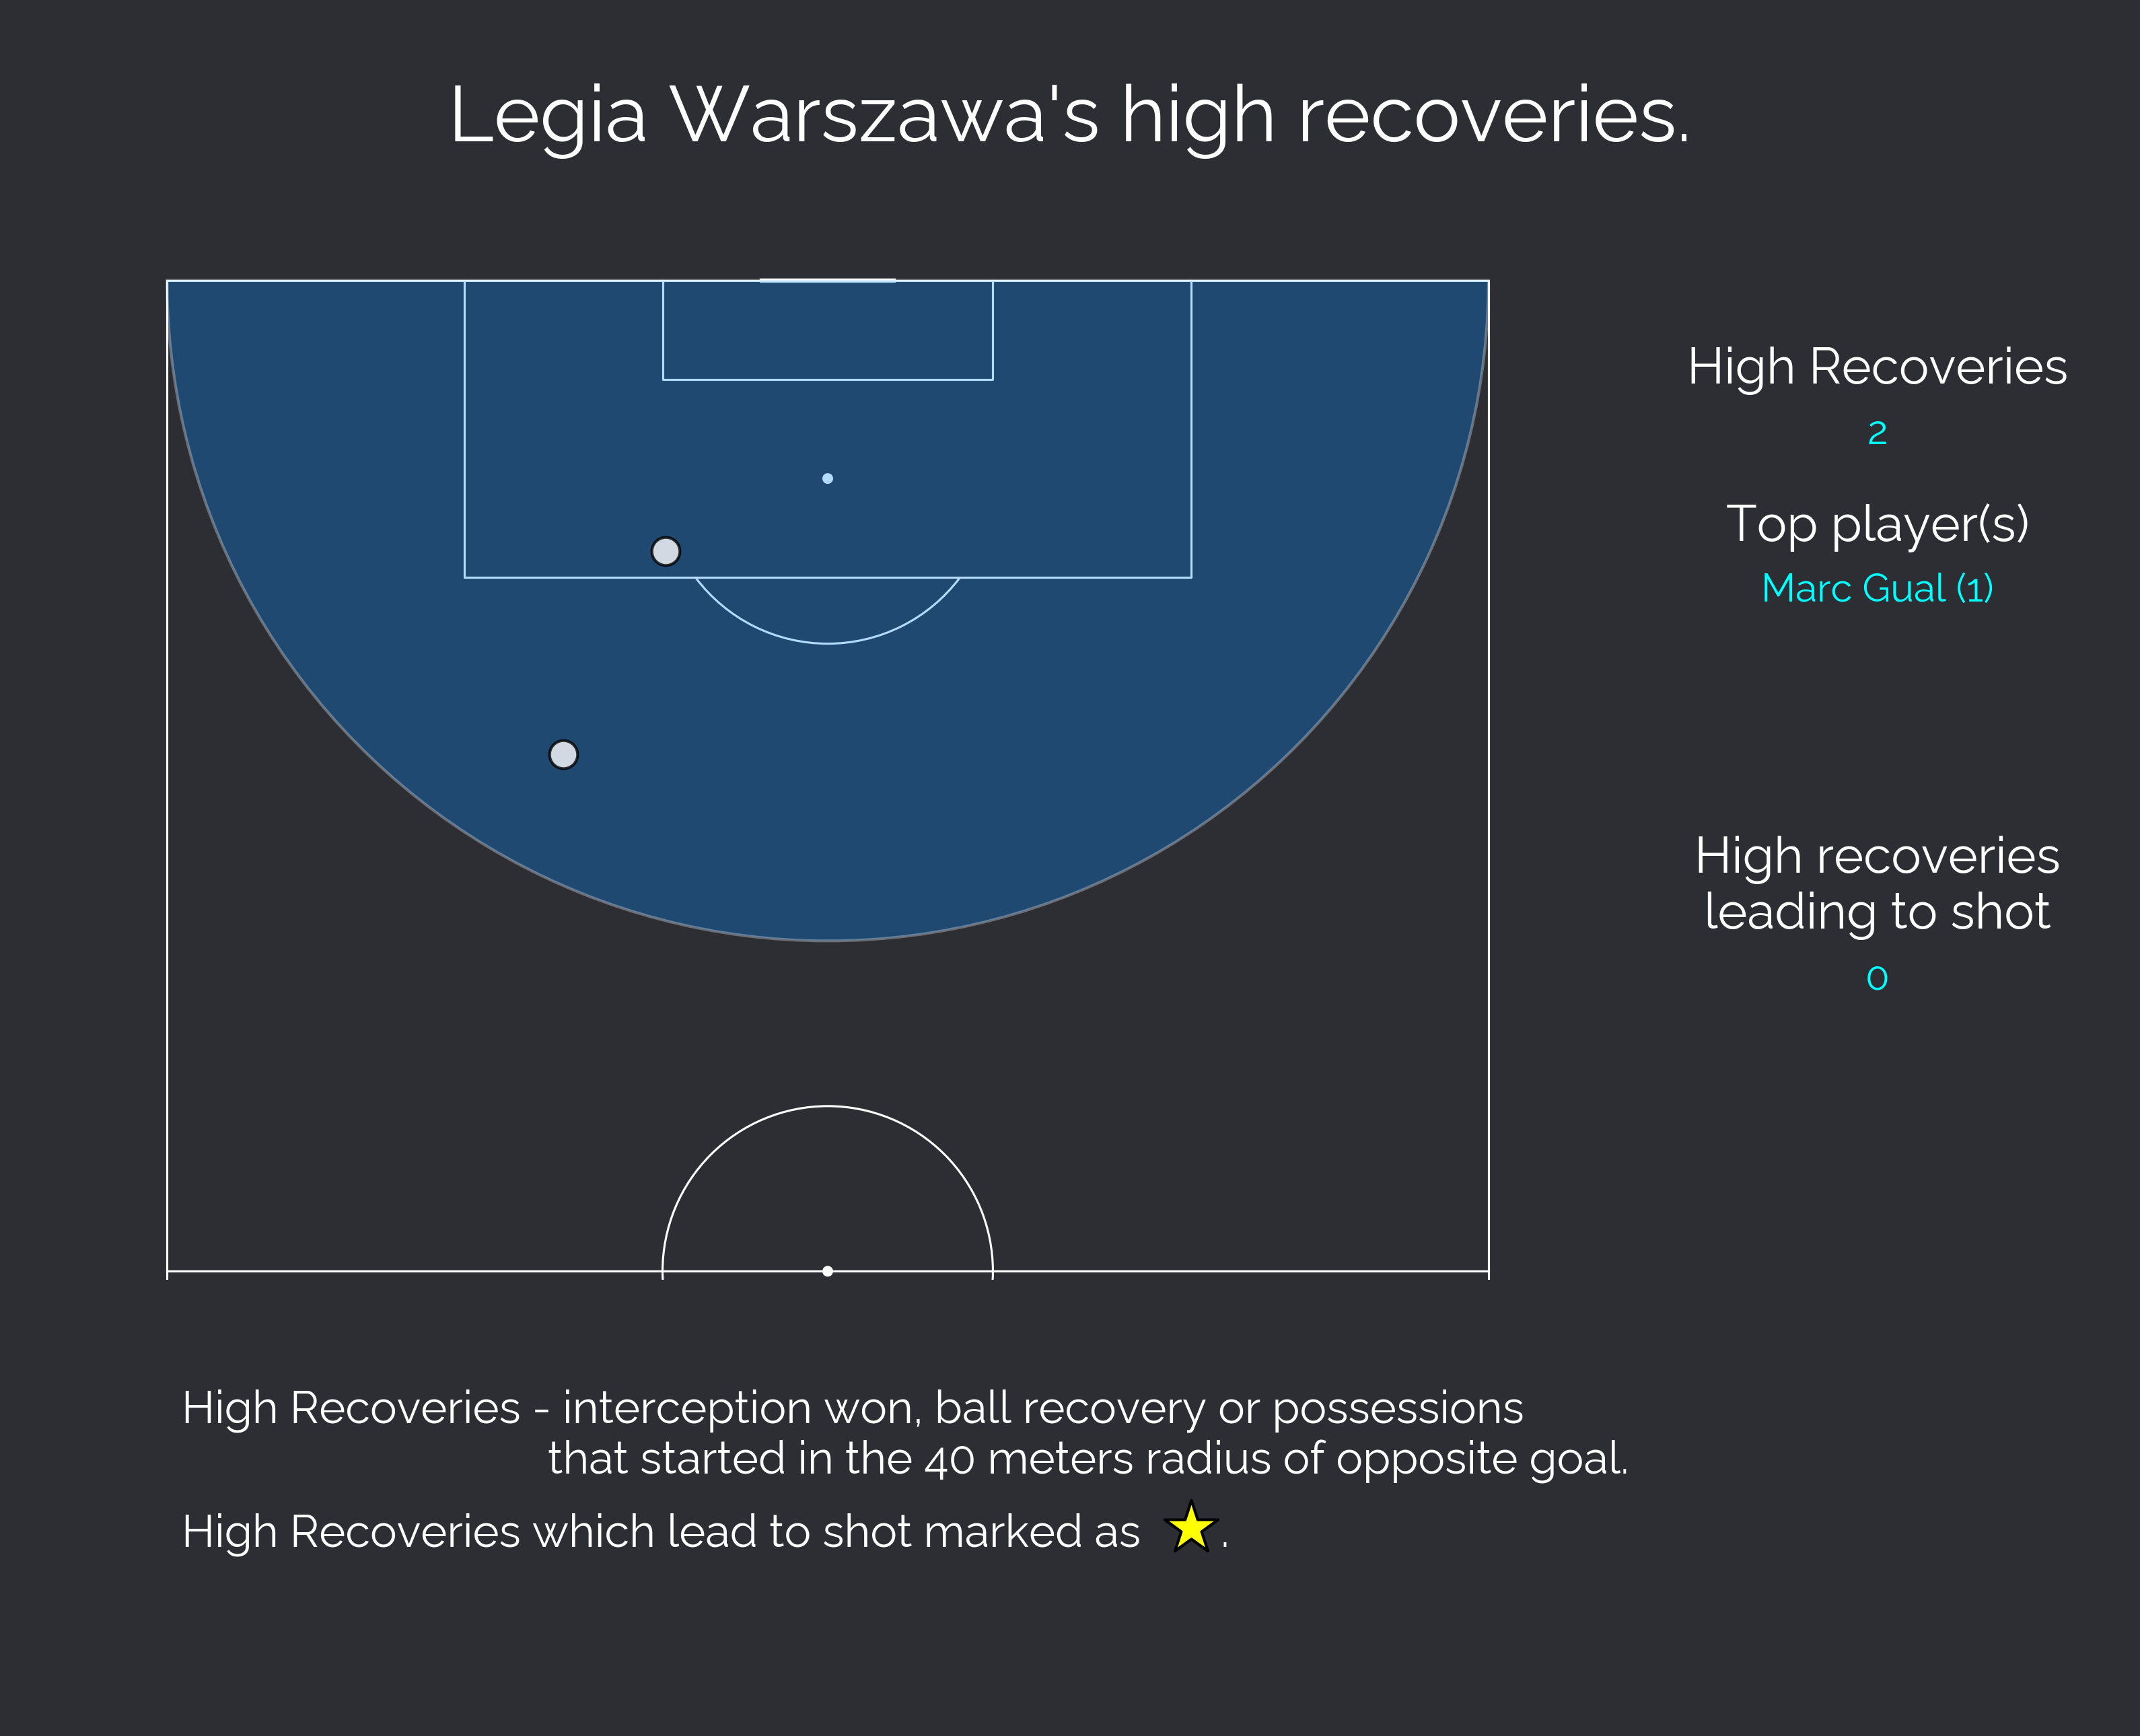 Legia Warszawa's high recoveries.
High Recoveries
2
Top player(s)
Marc Gual (1)
High recoveries
leading to shot
0
High Recoveries - interception won, ball recovery or possessions
that started in the 40 meters radius of opposite goal.
High Recoveries which lead to shot marked as .